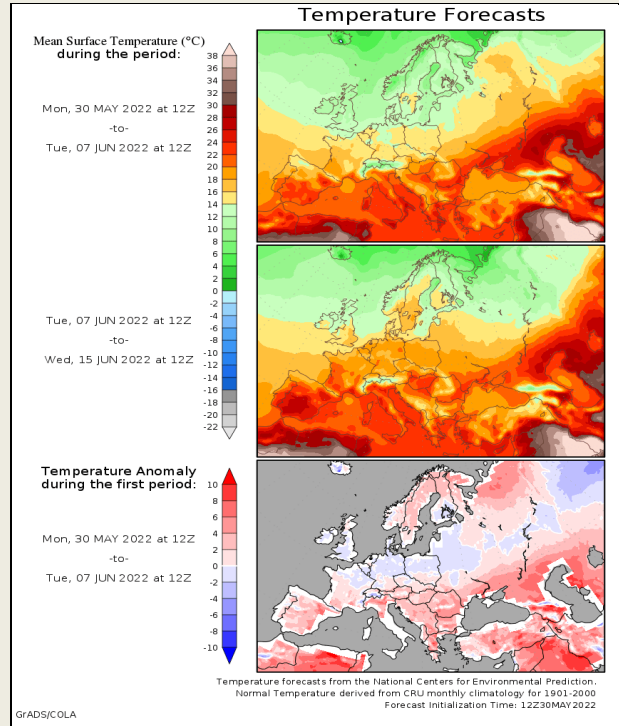 Temperature Forecasts
Mean Surface Temperature (°C)
during the period:
Mon, 30 MAY 2022 at 12Z
-to-
Tue, 07 JUN 2022 at 12Z
Tue, 07 JUN 2022 at 12Z
-to-
Wed, 15 JUN 2022 at 12Z
38
36
34
32
30
28
26
24
22
20
18
16
14
12
10
8
6
4
2
0
-2
-4
-6
-8
-10
-12
-14
-16
-18
-20
-22
Temperature Anomaly
during the first period:
Mon, 30 MAY 2022 at 12Z
-to-
Tue, 07 JUN 2022 at 12Z
10
8
6
4
2
0
-2
-4
-6
-8
-10
Temperature forecasts from the National Centers for Environmental Prediction.
Normal Temperature derived from CRU monthly climatology for 1901-2000
Forecast Initialization Time: 12Z30MAY2022
GrADS/COLA